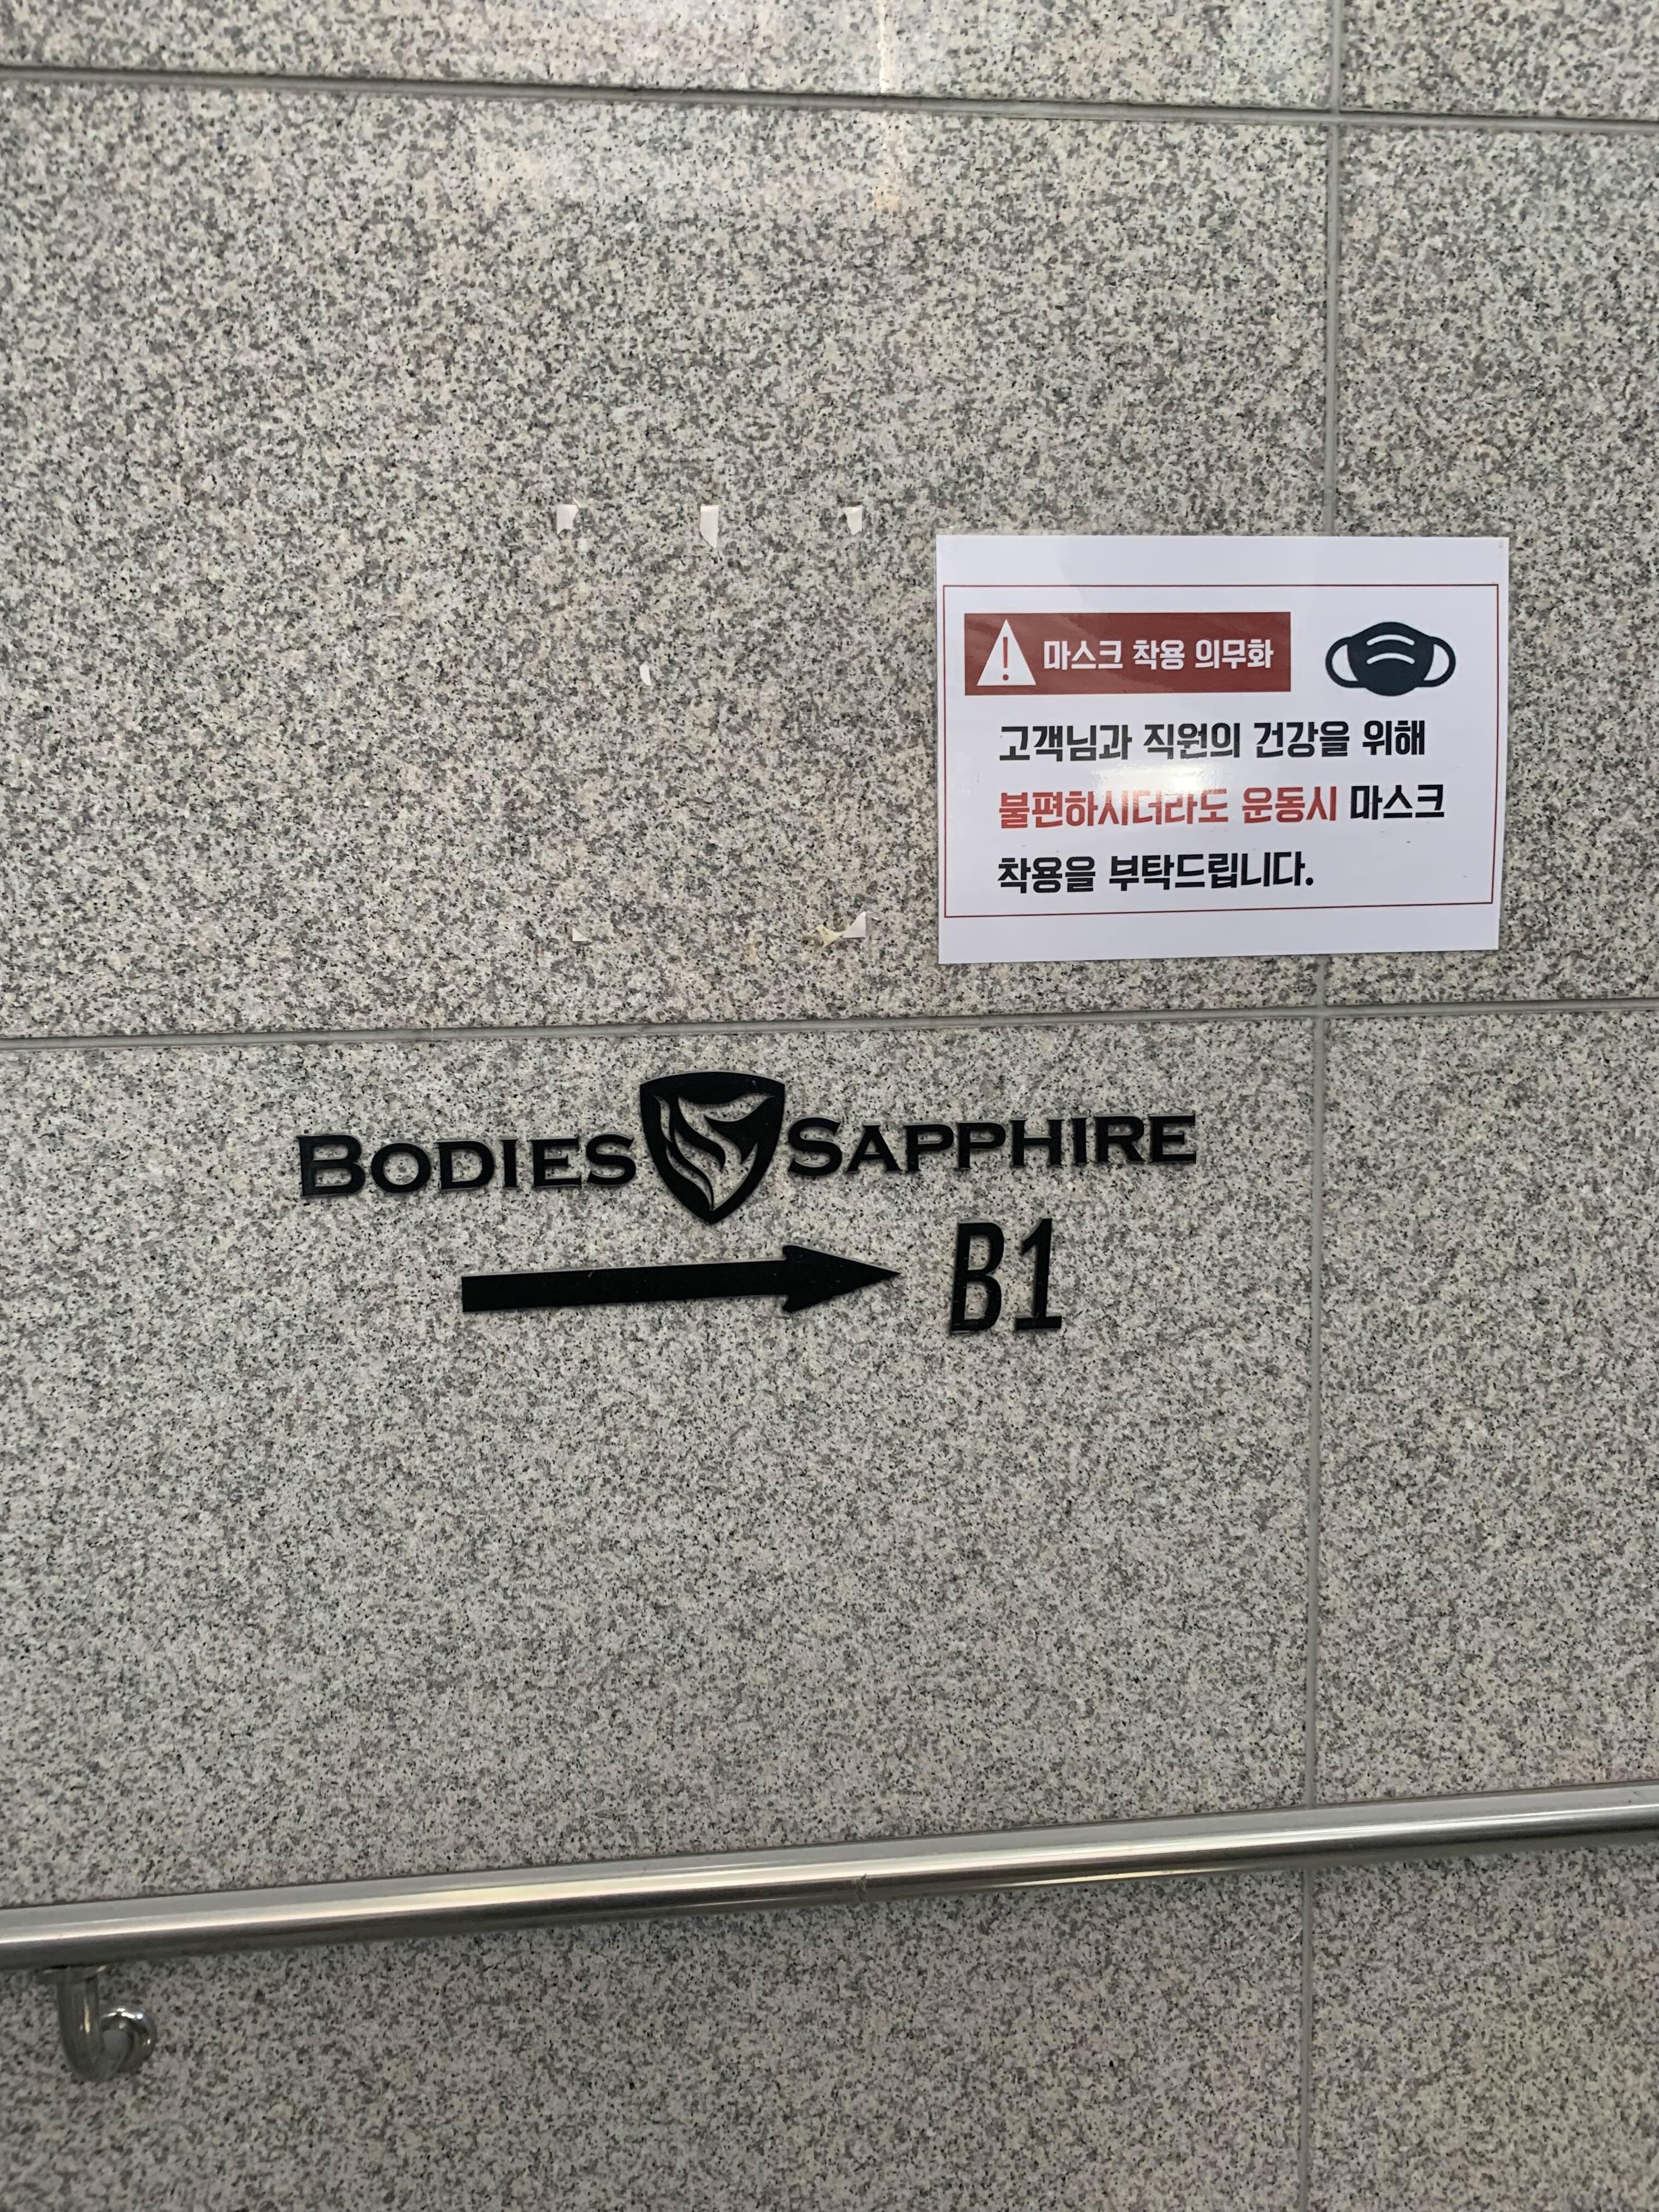 마스크 착용 의무화
고객님과 직원의 건강을 위해
불편하시더라도 운동시 마스크
착용을 부탁드립니다.
BODIES SAPPHIRE
B1